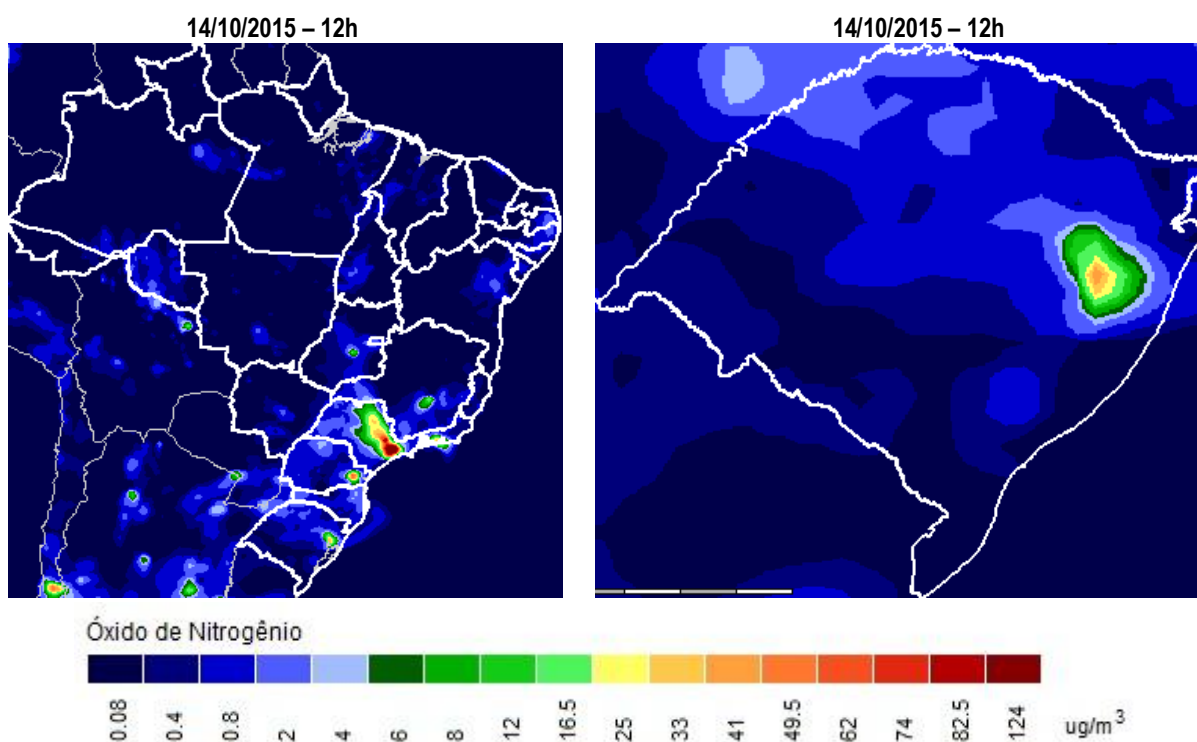 14/10/2015 – 12h
14/10/2015 – 12h
Óxido de Nitrogênio
0.08 0.4 0.8 2 4 6 8 12 16.5 25 33 41 49.5 62 74 82.5 124 ug/m³